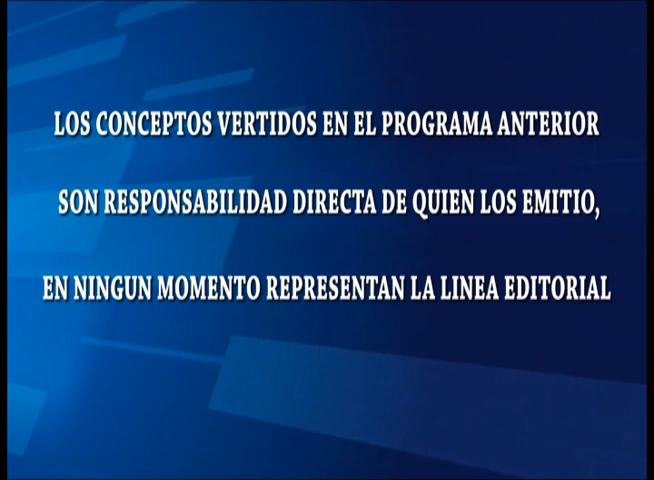 LOS CONCEPTOS VERTIDOS EN EL PROGRAMA ANTERIOR
SON RESPONSABILIDAD DIRECTA DE QUIEN LOS EMITIO,
EN NINGUN MOMENTO REPRESENTAN LA LINEA EDITORIAL